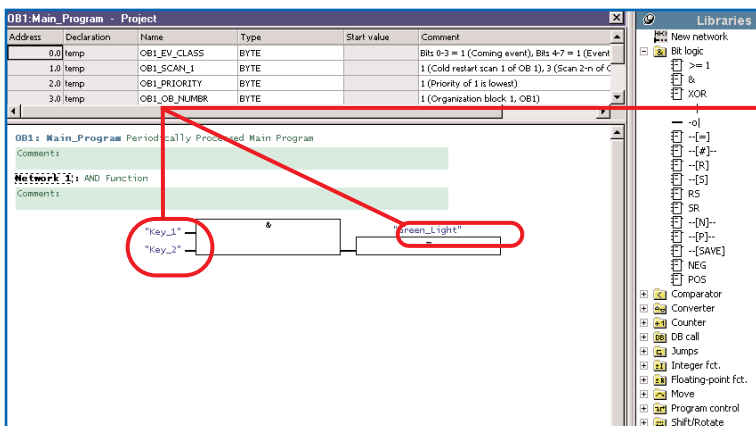 OB1:Main_Program - Project
Address Declaration Name Type Start value Comment
0.0 temp OB1_EV_CLASS BYTE Bits 0-3 = 1 (Coming event), Bits 4-7 = 1 (Event
1.0 temp OB1_SCAN_1 BYTE 1 (Cold restart scan 1 of OB 1), 3 (Scan 2-n of
2.0 temp OB1_PRIORITY BYTE 1 (Priority of 1 is lowest)
3.0 temp OB1_OB_NUMBR BYTE 1 (Organization block 1, OB1)
OB1: Main_Program Periodically Processed Main Program
Comment:
Network 1: AND Function
Comment:
"Key_1"
"Key_2"
&
"Green_Light"
=
Libraries
New network
Bit logic
>= 1
&
XOR
-o|
--[=]
--[#]--
--[R]
--[S]
RS
SR
--[N]--
--[P]--
--[SAVE]
NEG
POS
Comparator
Converter
Counter
DB call
Jumps
Integer fct.
Floating-point fct.
Move
Program control
Shift/Rotate